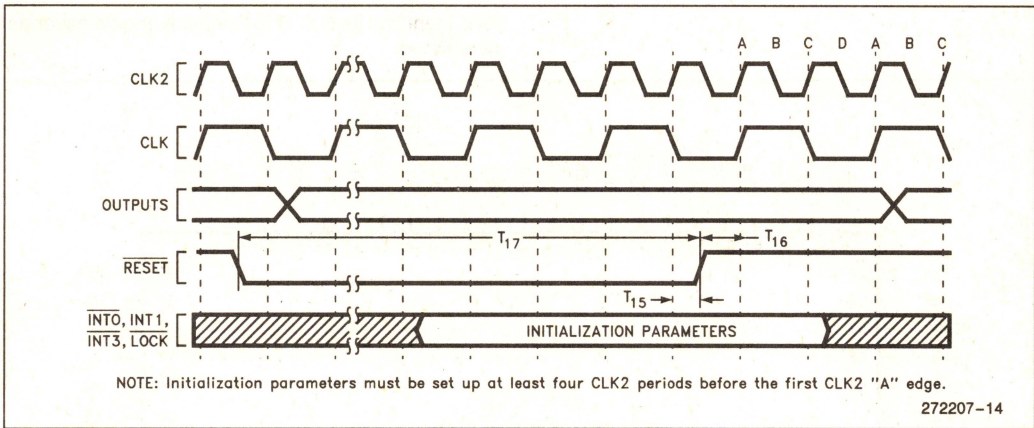 A B C D A B C
CLK2
CLK
OUTPUTS
T17
T16
RESET
T15
INT0, INT1,
INT3, LOCK
INITIALIZATION PARAMETERS
NOTE: Initialization parameters must be set up at least four CLK2 periods before the first CLK2 "A" edge.
272207-14